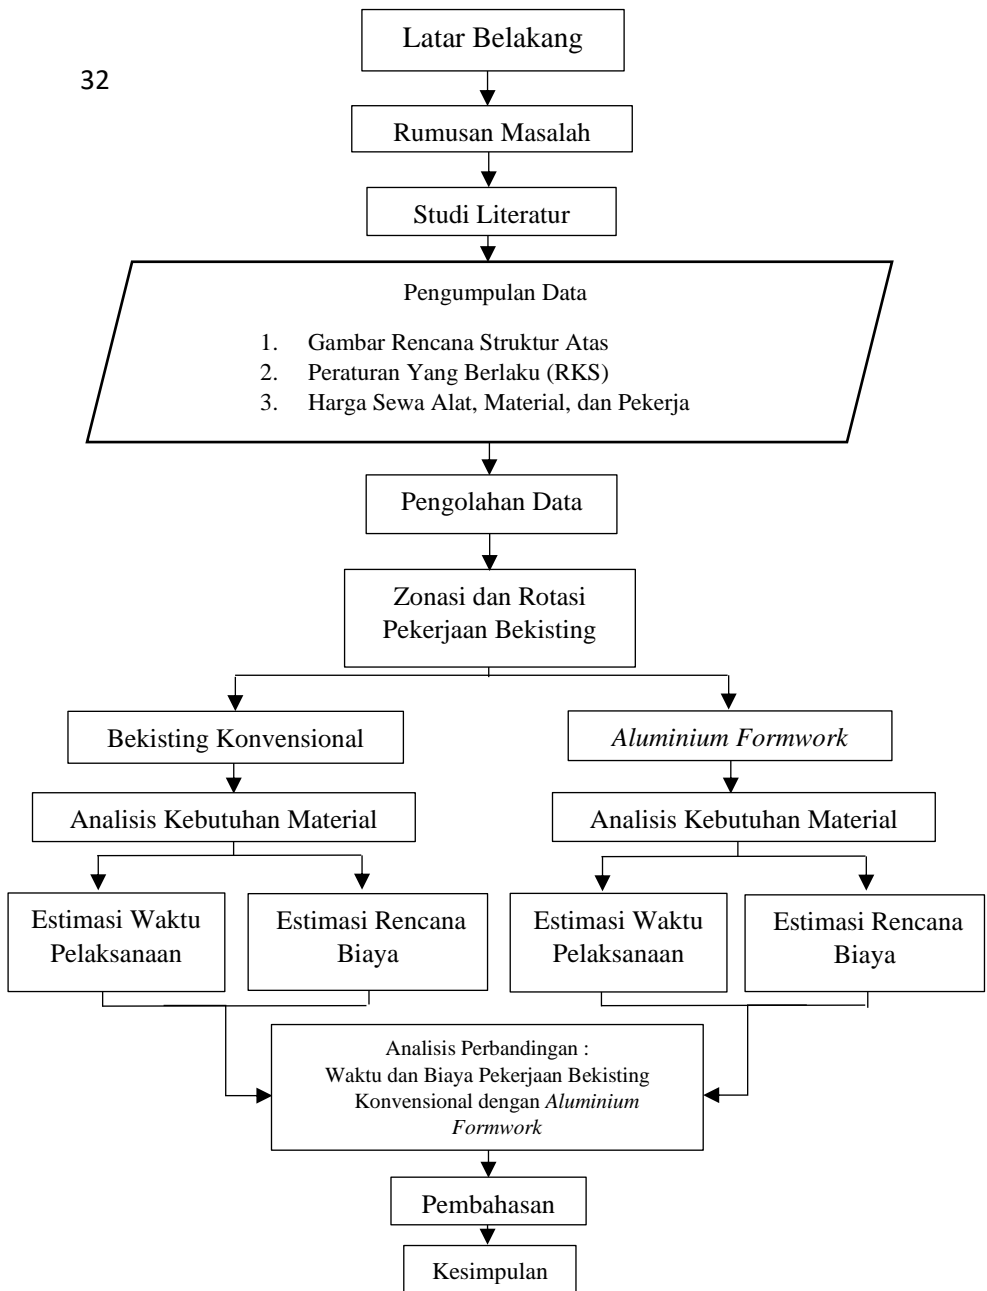 Latar Belakang
32
Rumusan Masalah
Studi Literatur
Pengumpulan Data
1. Gambar Rencana Struktur Atas
2. Peraturan Yang Berlaku (RKS)
3. Harga Sewa Alat, Material, dan Pekerja
Pengolahan Data
Zonasi dan Rotasi
Pekerjaan Bekisting
Bekisting Konvensional
Aluminium Formwork
Analisis Kebutuhan Material
Analisis Kebutuhan Material
Estimasi Waktu
Pelaksanaan
Estimasi Rencana
Biaya
Estimasi Waktu
Pelaksanaan
Estimasi Rencana
Biaya
Analisis Perbandingan :
Waktu dan Biaya Pekerjaan Bekisting
Konvensional dengan Aluminium
Formwork
Pembahasan
Kesimpulan